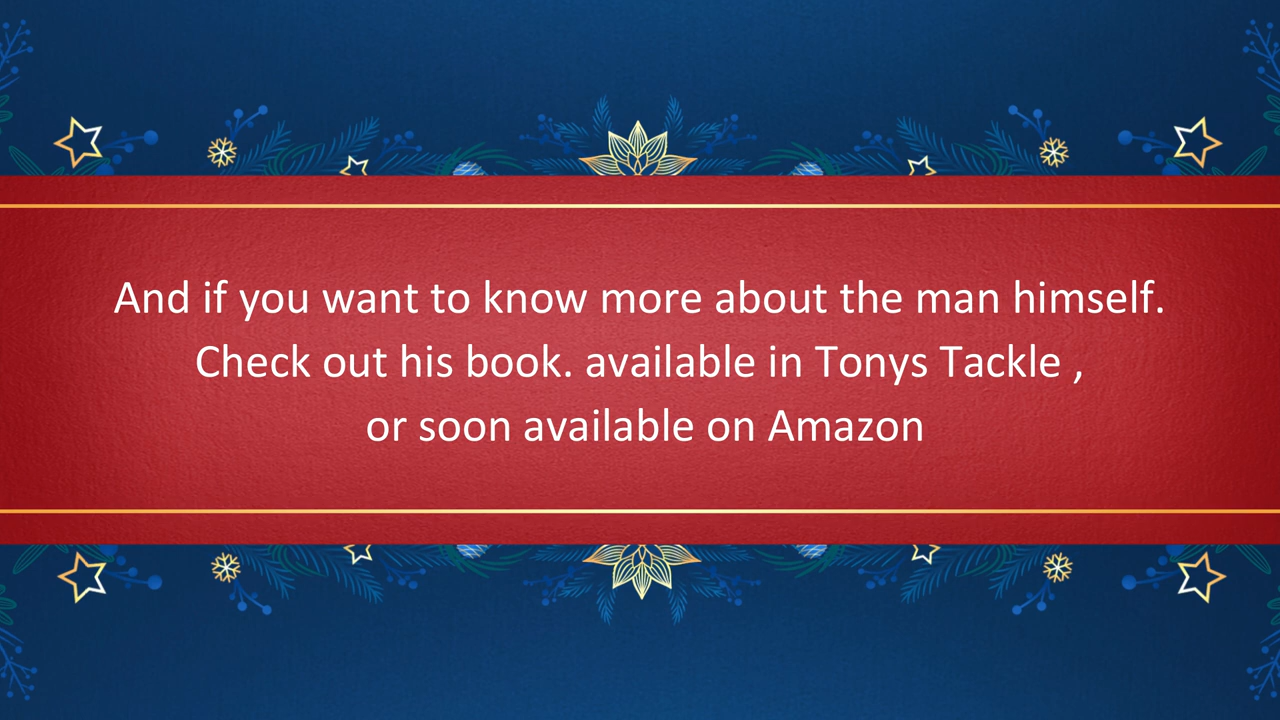 And if you want to know more about the man himself.
Check out his book. available in Tonys Tackle ,
or soon available on Amazon